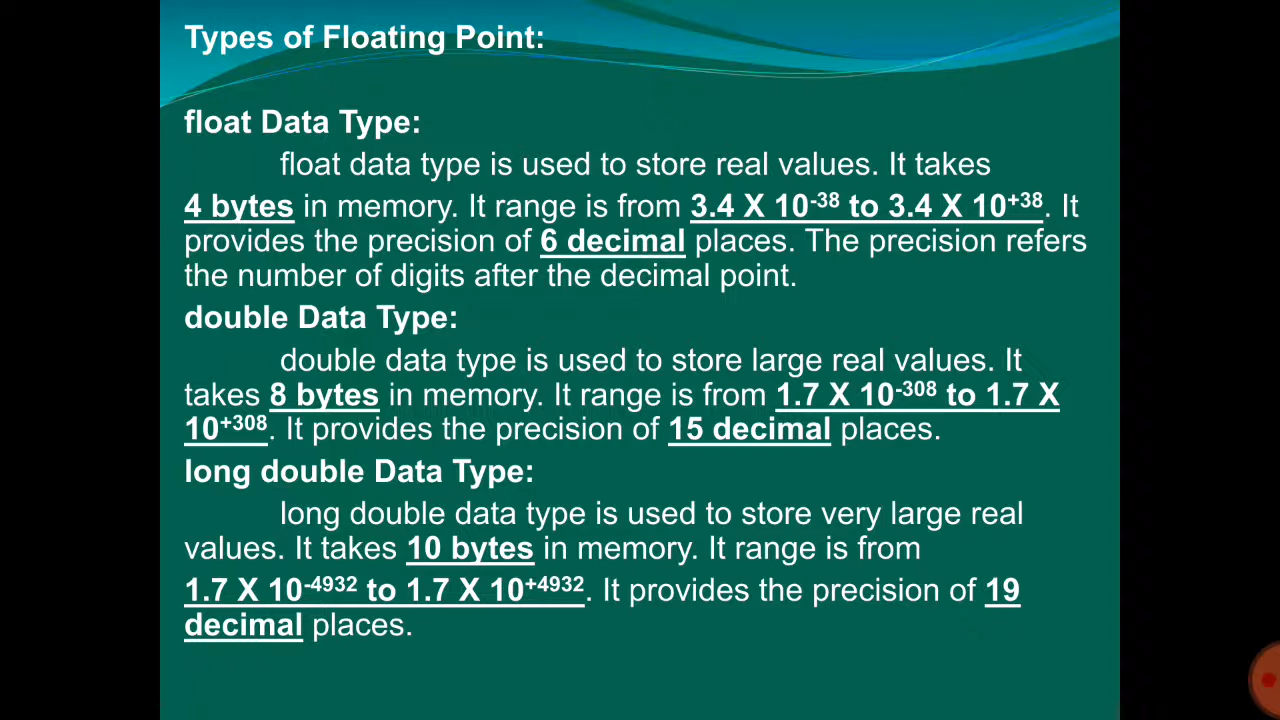 Types of Floating Point:
float Data Type:
float data type is used to store real values. It takes
4 bytes in memory. It range is from 3.4 X 10⁻³⁸ to 3.4 X 10⁺³⁸. It
provides the precision of 6 decimal places. The precision refers
the number of digits after the decimal point.
double Data Type:
double data type is used to store large real values. It
takes 8 bytes in memory. It range is from 1.7 X 10⁻³⁰⁸ to 1.7 X
10⁺³⁰⁸. It provides the precision of 15 decimal places.
long double Data Type:
long double data type is used to store very large real
values. It takes 10 bytes in memory. It range is from
1.7 X 10⁻⁴⁹³² to 1.7 X 10⁺⁴⁹³². It provides the precision of 19
decimal places.